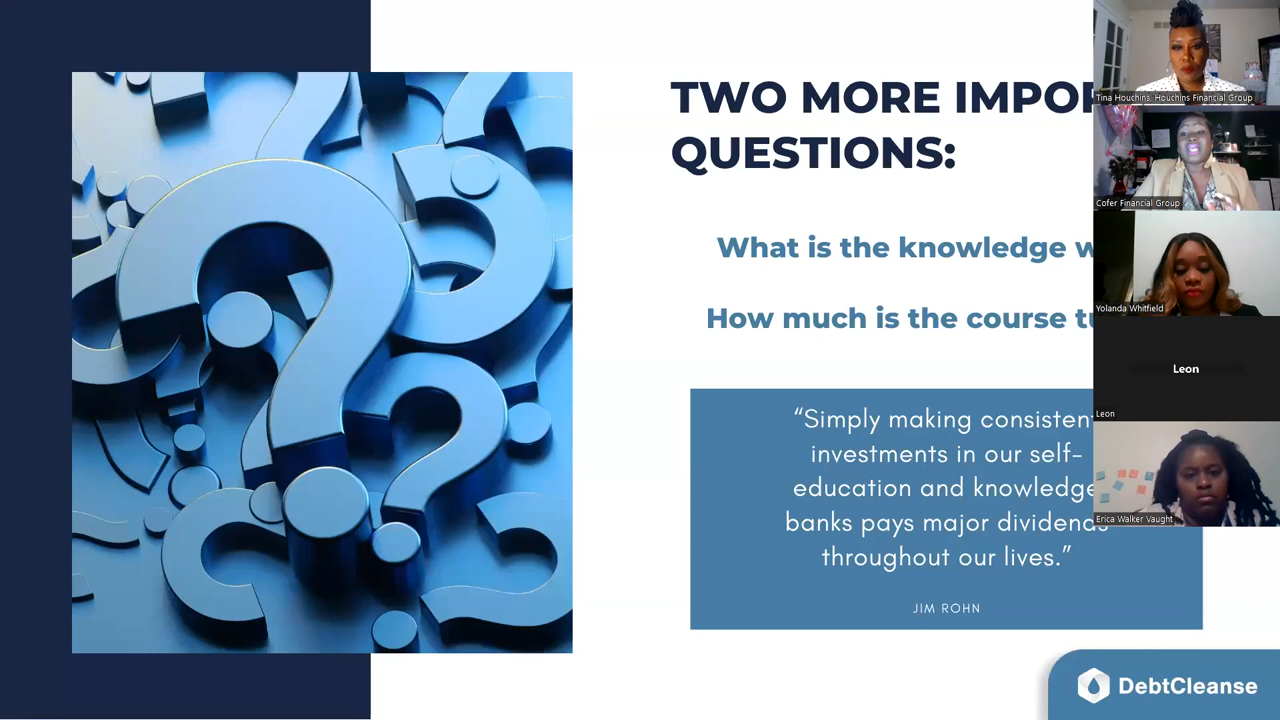 TWO MORE
QUESTIONS:
What is the knowledge
How much is the course
“Simply making consistent
investments in our self-
education and knowledge
banks pays major dividends
throughout our lives.”
JIM ROHN
DebtCleanse
Tina Houchins- Houchins Financial Group
Cofer Financial Group
Yolanda Whitfield
Leon
Leon
Erica Walker Vaught